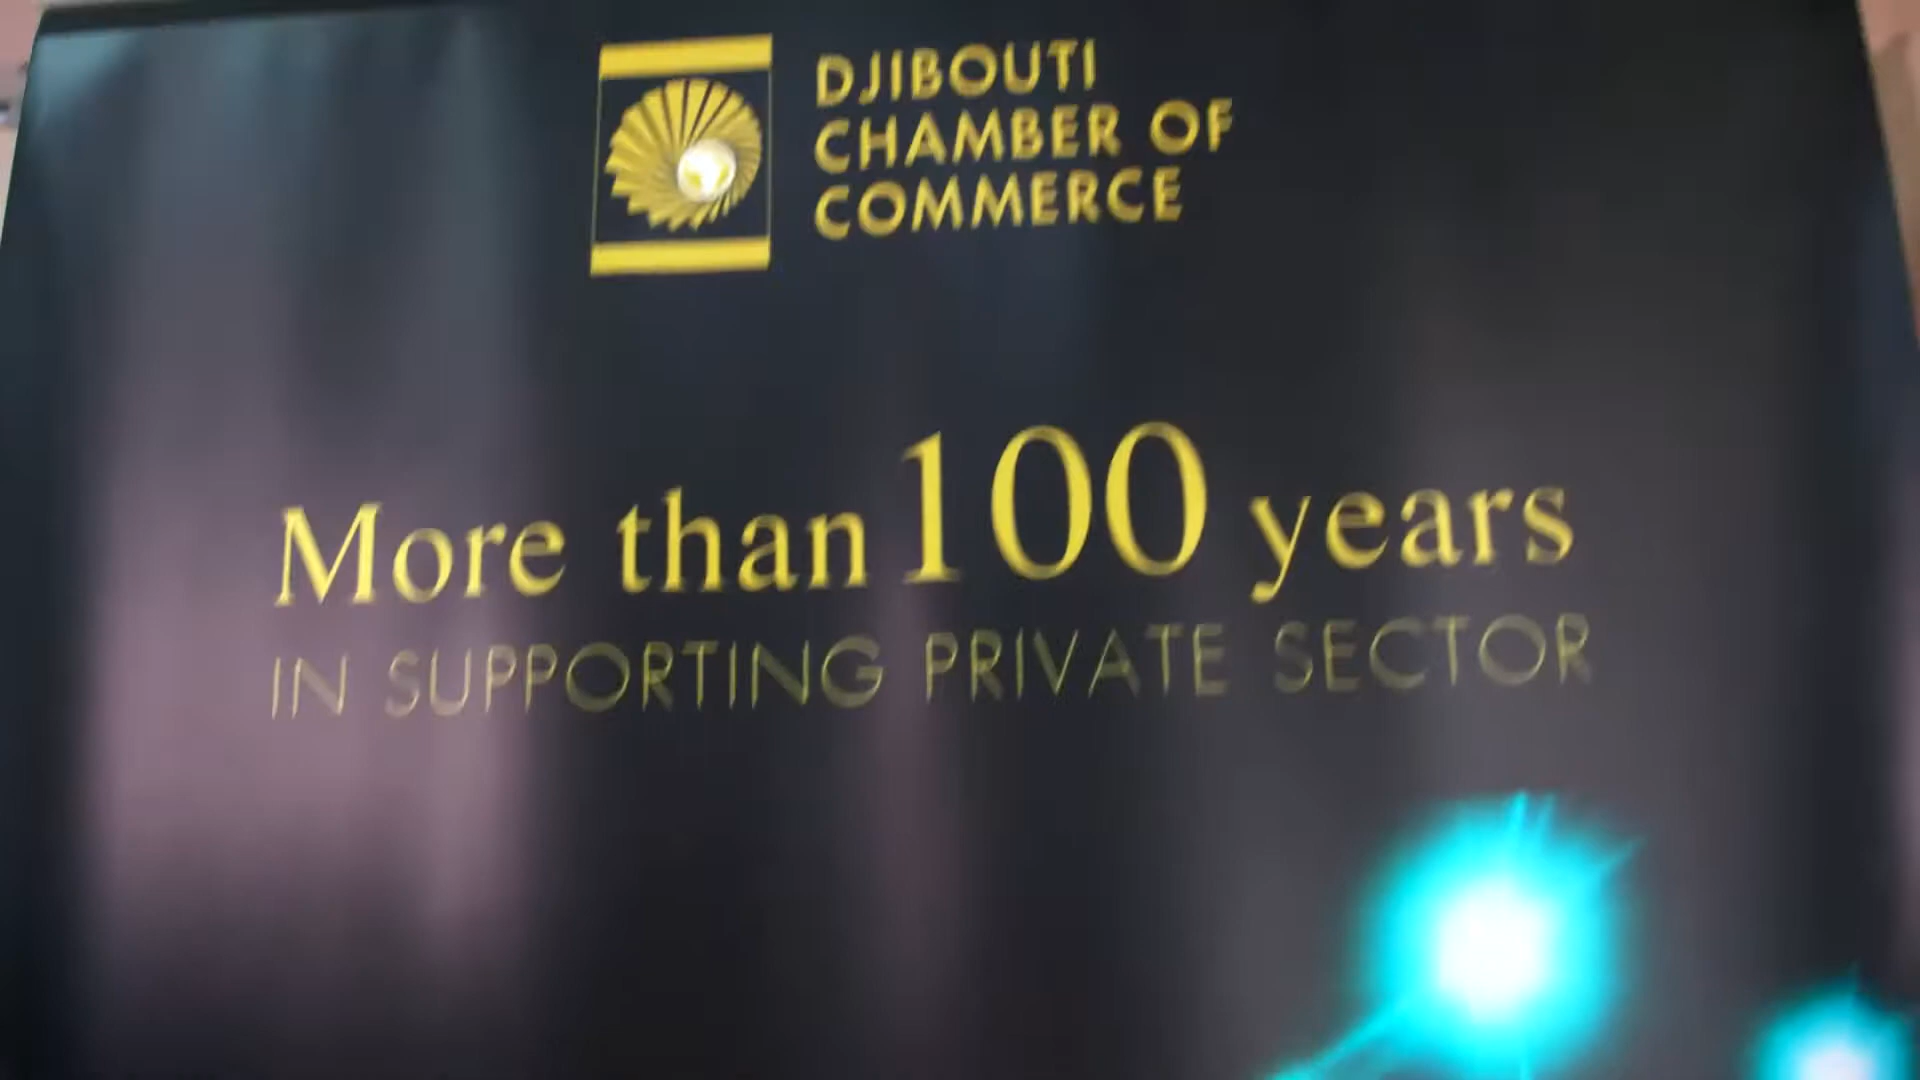 DJIBOUTI
CHAMBER OF
COMMERCE
More than 100 years
IN SUPPORTING PRIVATE SECTOR